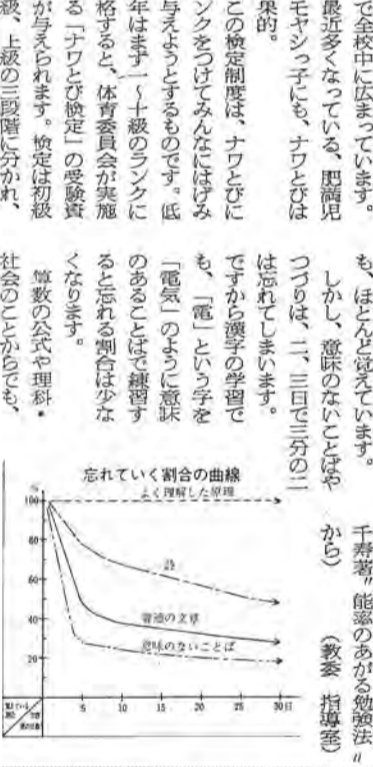 で全校中に広まっています。
最近多くなっている、肥満児
モヤシっ子にも、ナワとびは
果的。
この検定制度は、ナワとびに
ンクをつけてみんなにはげみ
与えようとするものです。低
年はまず一〜十級のランクに
格すると、体育委員会が実施
る「ナワとび検定」の受験資
が与えられます。検定は初級
級、上級の三段階に分かれ、
も、ほとんど覚えています。
しかし、意味のないことばや
つづりは、二、三日で三分の二
は忘れてしまいます。
ですから漢字の学習で
も、「電」という字を
「電気」のように意味
のあることばで練習す
ると忘れる割合は少な
くなります。
算数の公式や理科・
社会のことがらでも、
千寿著〝能率のあがる勉強法〟
から)
(教委 指導室)
忘れていく割合の曲線
よく理解した原理
%
100
80
詩
60
40
普通の文章
意味のないことば
20
5 10 15 20 25 30日